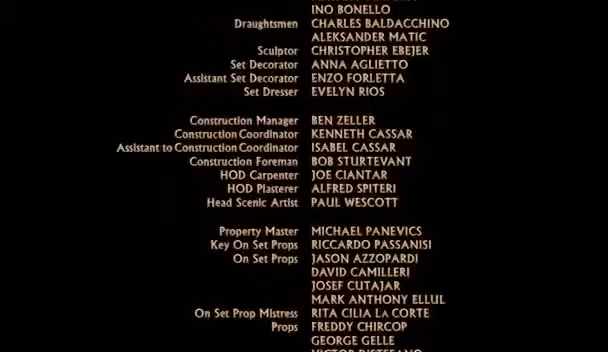 INO BONELLO
Draughtsmen CHARLES BALDACCHINO
ALEKSANDER MATIC
Sculptor CHRISTOPHER EBEJER
Set Decorator ANNA AGLIETTO
Assistant Set Decorator ENZO FORLETTA
Set Dresser EVELYN RIOS
Construction Manager BEN ZELLER
Construction Coordinator KENNETH CASSAR
Assistant to Construction Coordinator ISABEL CASSAR
Construction Foreman BOB STURTEVANT
HOD Carpenter JOE CIANTAR
HOD Plasterer ALFRED SPITERI
Head Scenic Artist PAUL WESCOTT
Property Master MICHAEL PANEVICS
Key On Set Props RICCARDO PASSANISI
On Set Props JASON AZZOPARDI
DAVID CAMILLERI
JOSEF CUTAJAR
MARK ANTHONY ELLUL
On Set Prop Mistress RITA CILIA LA CORTE
Props FREDDY CHIRCOP
GEORGE GELLE